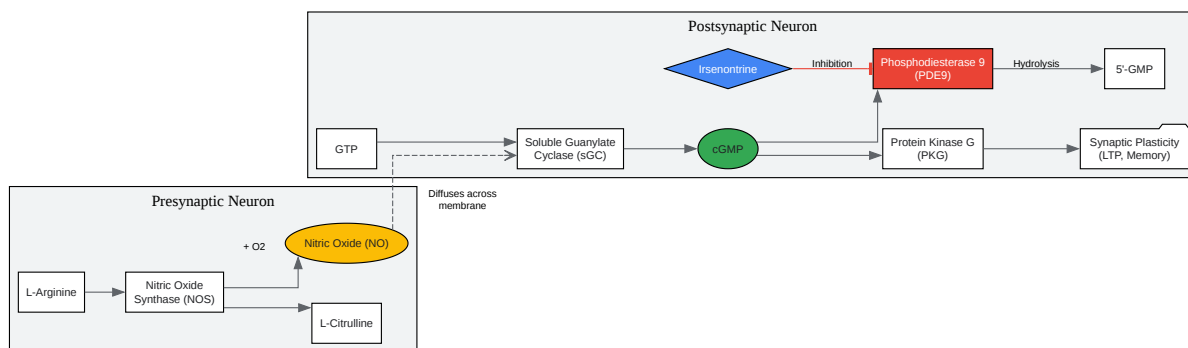 Postsynaptic Neuron
Irsenontrine
Inhibition
Phosphodiesterase 9
(PDE9)
Hydrolysis
5'-GMP
GTP
Soluble Guanylate
Cyclase (sGC)
cGMP
Protein Kinase G
(PKG)
Synaptic Plasticity
(LTP, Memory)
Diffuses across
membrane
Presynaptic Neuron
+ O2
Nitric Oxide (NO)
L-Arginine
Nitric Oxide
Synthase (NOS)
L-Citrulline